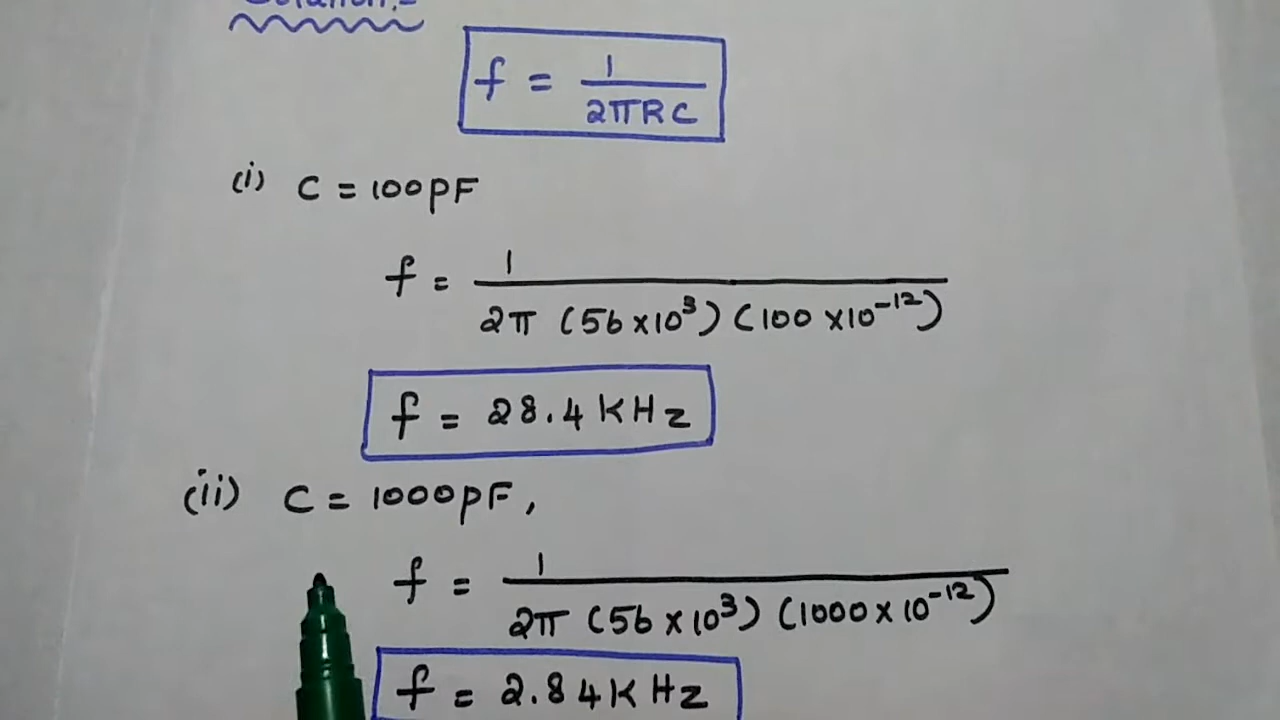 f = 1 / 2πRC
(i) C = 100pF
f = 1 / 2π (56×10³) (100 ×10⁻¹²)
f = 28.4 KHz
(ii) C = 1000pF,
f = 1 / 2π (56 × 10³) (1000 × 10⁻¹²)
f = 2.84 KHz